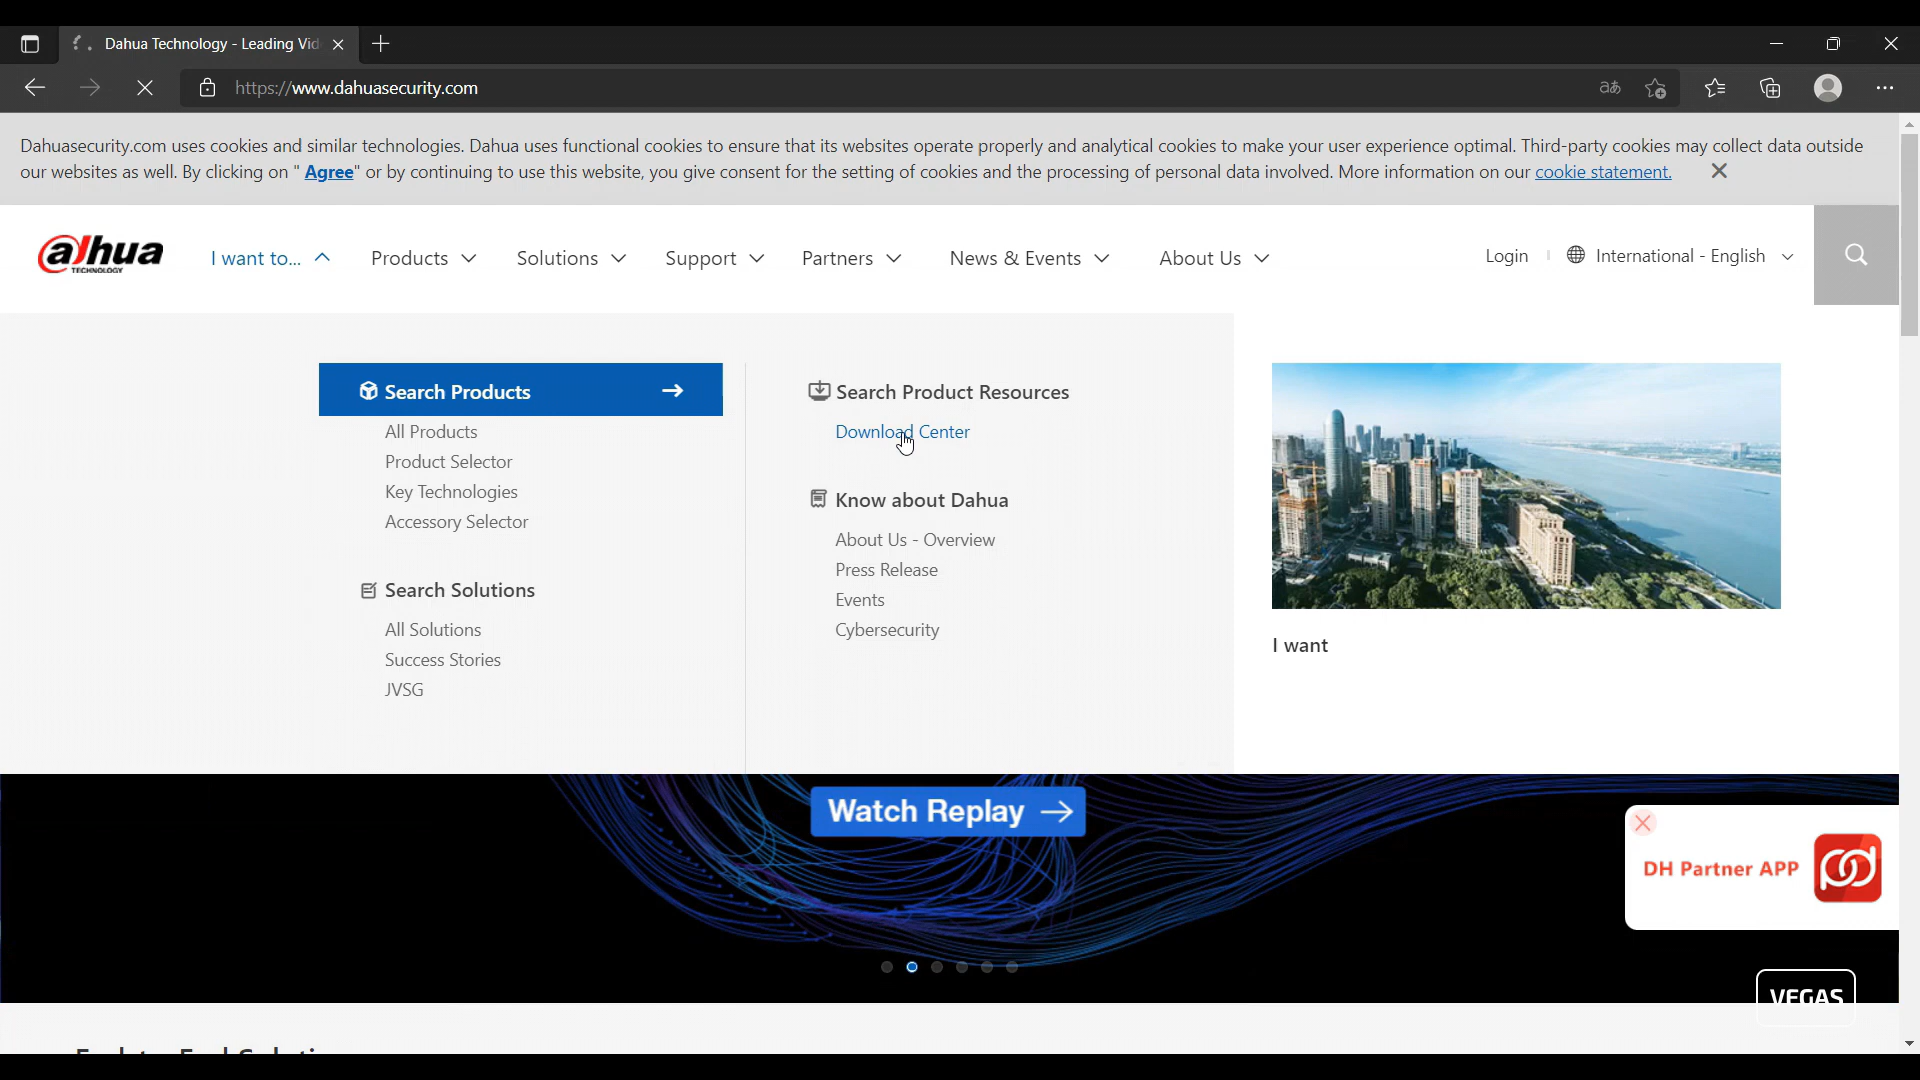 Dahua Technology - Leading Vid
https://www.dahuasecurity.com
Dahuasecurity.com uses cookies and similar technologies. Dahua uses functional cookies to ensure that its websites operate properly and analytical cookies to make your user experience optimal. Third-party cookies may collect data outside
our websites as well. By clicking on " Agree" or by continuing to use this website, you give consent for the setting of cookies and the processing of personal data involved. More information on our cookie statement.
alhua
TECHNOLOGY
I want to... Products Solutions Support Partners News & Events About Us Login International - English
Search Products
All Products
Product Selector
Key Technologies
Accessory Selector
Search Solutions
All Solutions
Success Stories
JVSG
Search Product Resources
Download Center
Know about Dahua
About Us - Overview
Press Release
Events
Cybersecurity
I want
Watch Replay
DH Partner APP
VEGAS